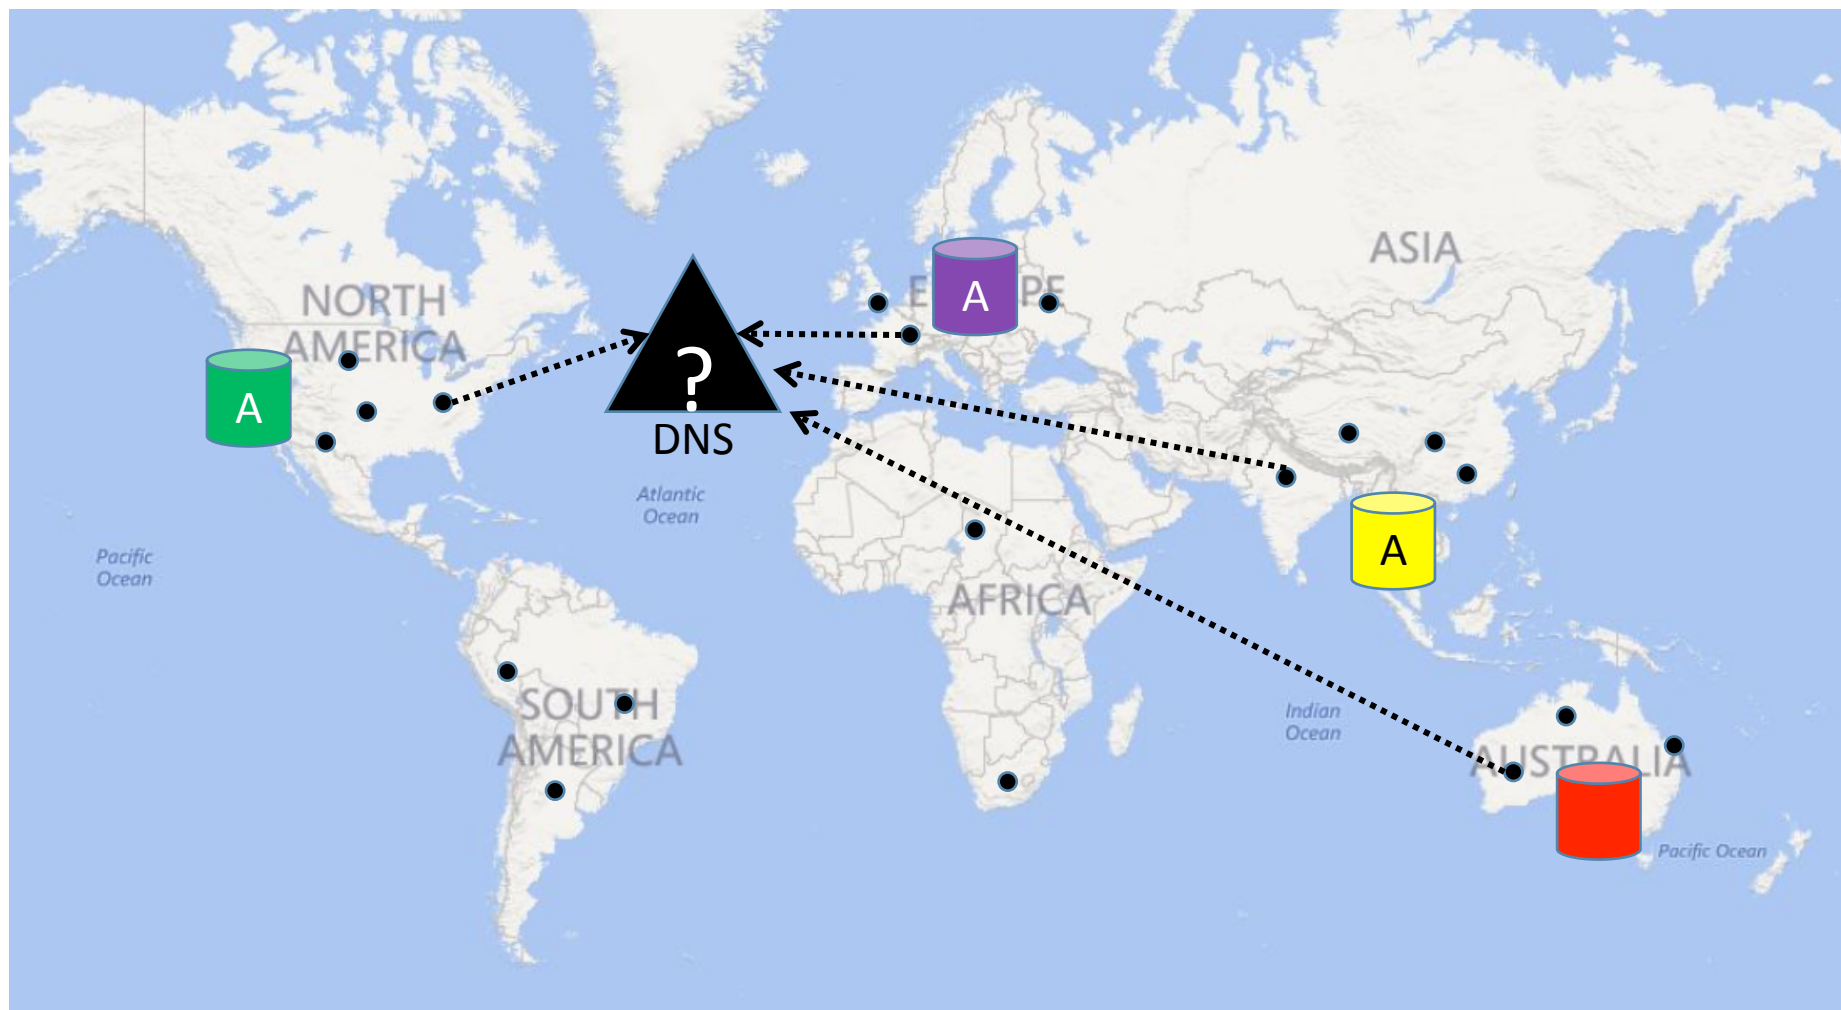 ASIA
NORTH
AMERICA
A
?
DNS
A
Atlantic
Ocean
Pacific
Ocean
A
AFRICA
SOUTH
AMERICA
Indian
Ocean
AUSTRALIA
Pacific Ocean